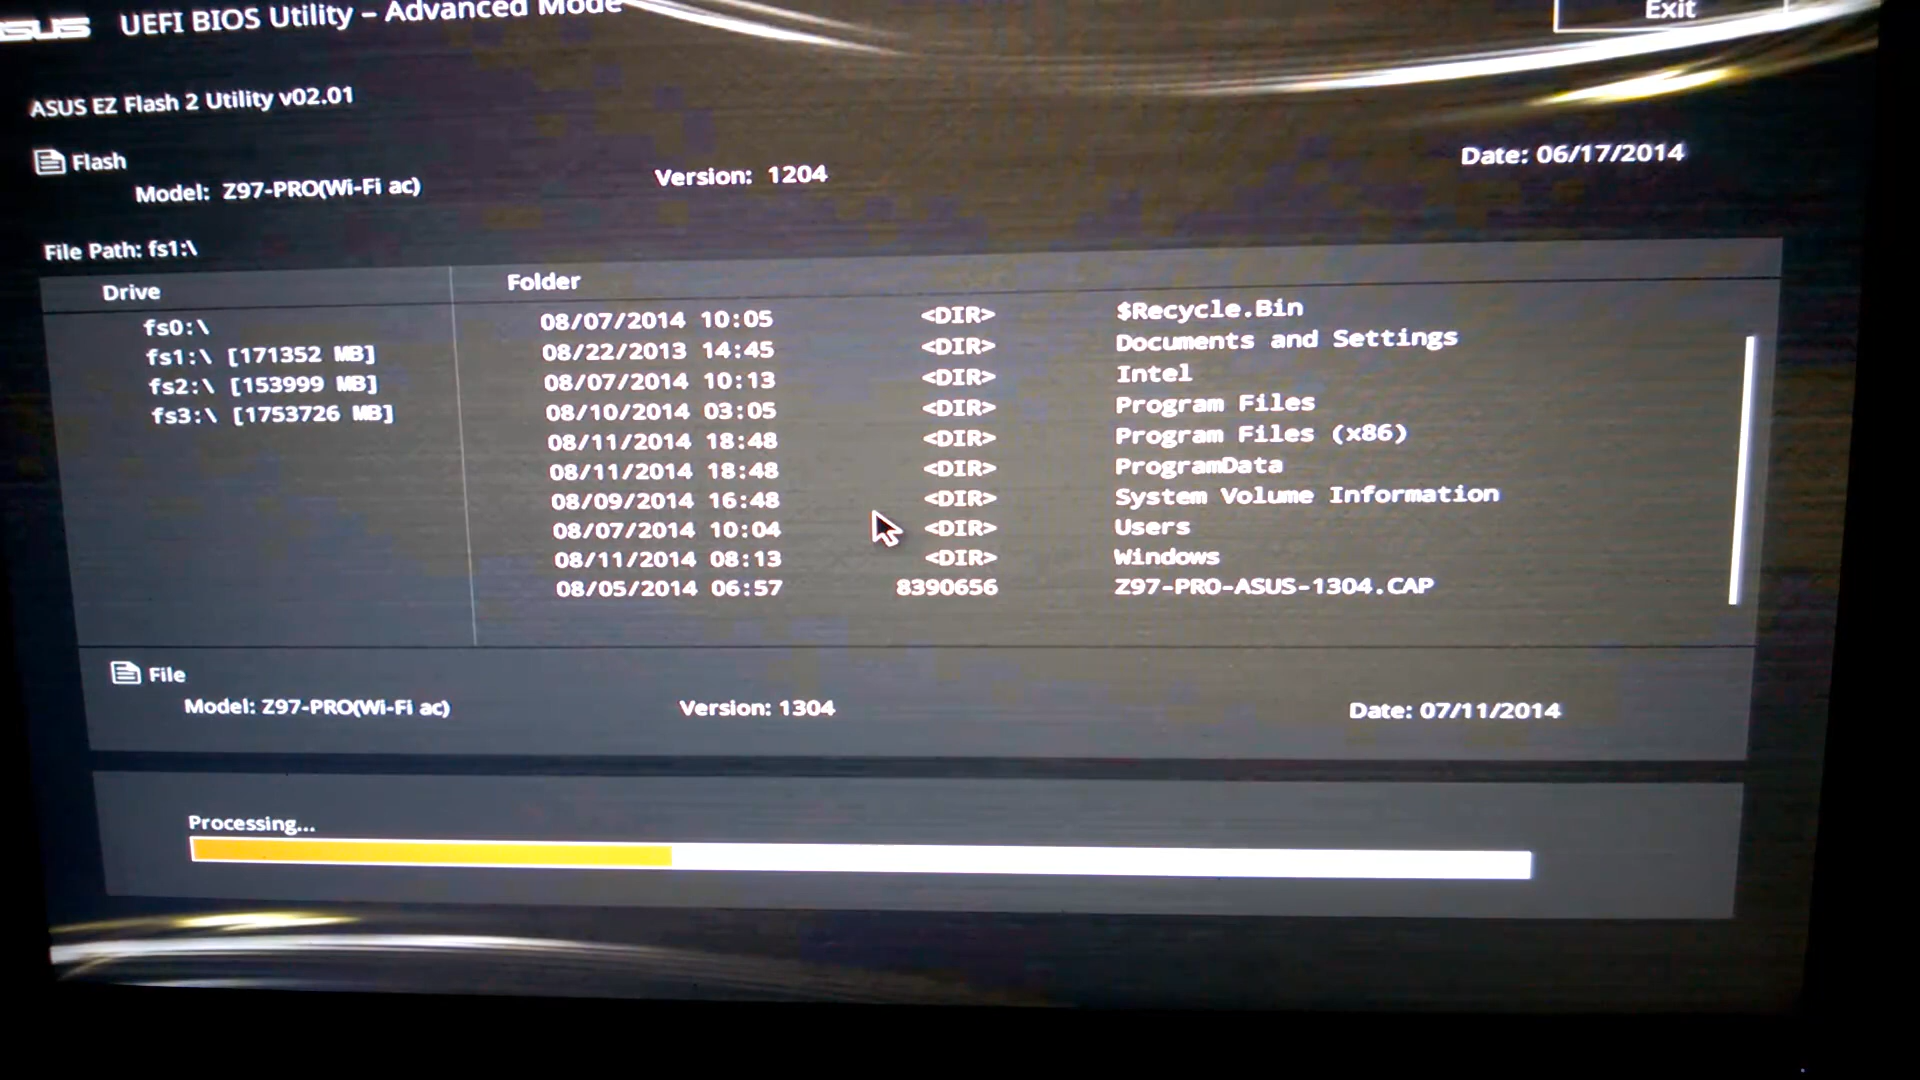 ASUS UEFI BIOS Utility – Advanced Mode
Exit
ASUS EZ Flash 2 Utility v02.01
Flash
Model: Z97-PRO(Wi-Fi ac) Version: 1204 Date: 06/17/2014
File Path: fs1:\
Drive Folder
fs0:\
fs1:\ [171352 MB]
fs2:\ [153999 MB]
fs3:\ [1753726 MB]
08/07/2014 10:05 <DIR> $Recycle.Bin
08/22/2013 14:45 <DIR> Documents and Settings
08/07/2014 10:13 <DIR> Intel
08/10/2014 03:05 <DIR> Program Files
08/11/2014 18:48 <DIR> Program Files (x86)
08/11/2014 18:48 <DIR> ProgramData
08/09/2014 16:48 <DIR> System Volume Information
08/07/2014 10:04 <DIR> Users
08/11/2014 08:13 <DIR> Windows
08/05/2014 06:57 8390656 Z97-PRO-ASUS-1304.CAP
File
Model: Z97-PRO(Wi-Fi ac) Version: 1304 Date: 07/11/2014
Processing...